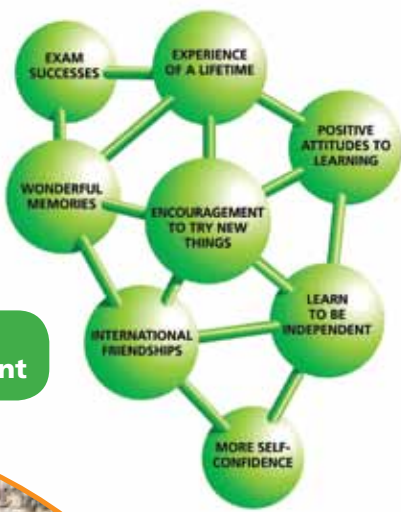 EXAM
SUCCESSES
EXPERIENCE
OF A LIFETIME
POSITIVE
ATTITUDES TO
LEARNING
WONDERFUL
MEMORIES
ENCOURAGEMENT
TO TRY NEW
THINGS
LEARN
TO BE
INDEPENDENT
INTERNATIONAL
FRIENDSHIPS
nt
MORE SELF-
CONFIDENCE